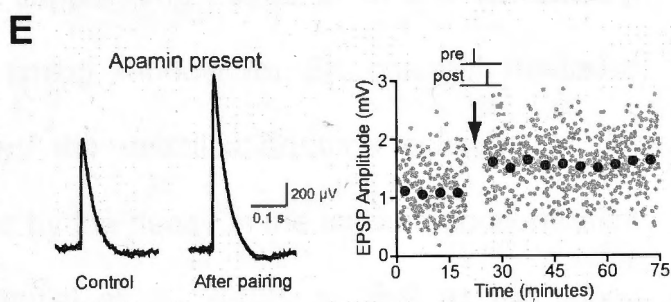 E
Apamin present
200 µV
0.1 s
Control
After pairing
pre
post
EPSP Amplitude (mV)
3
2
1
0
0 15 30 45 60 75
Time (minutes)